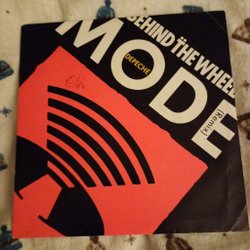 BEHIND THE WHEEL
[Remix]
DEPECHE
MODE